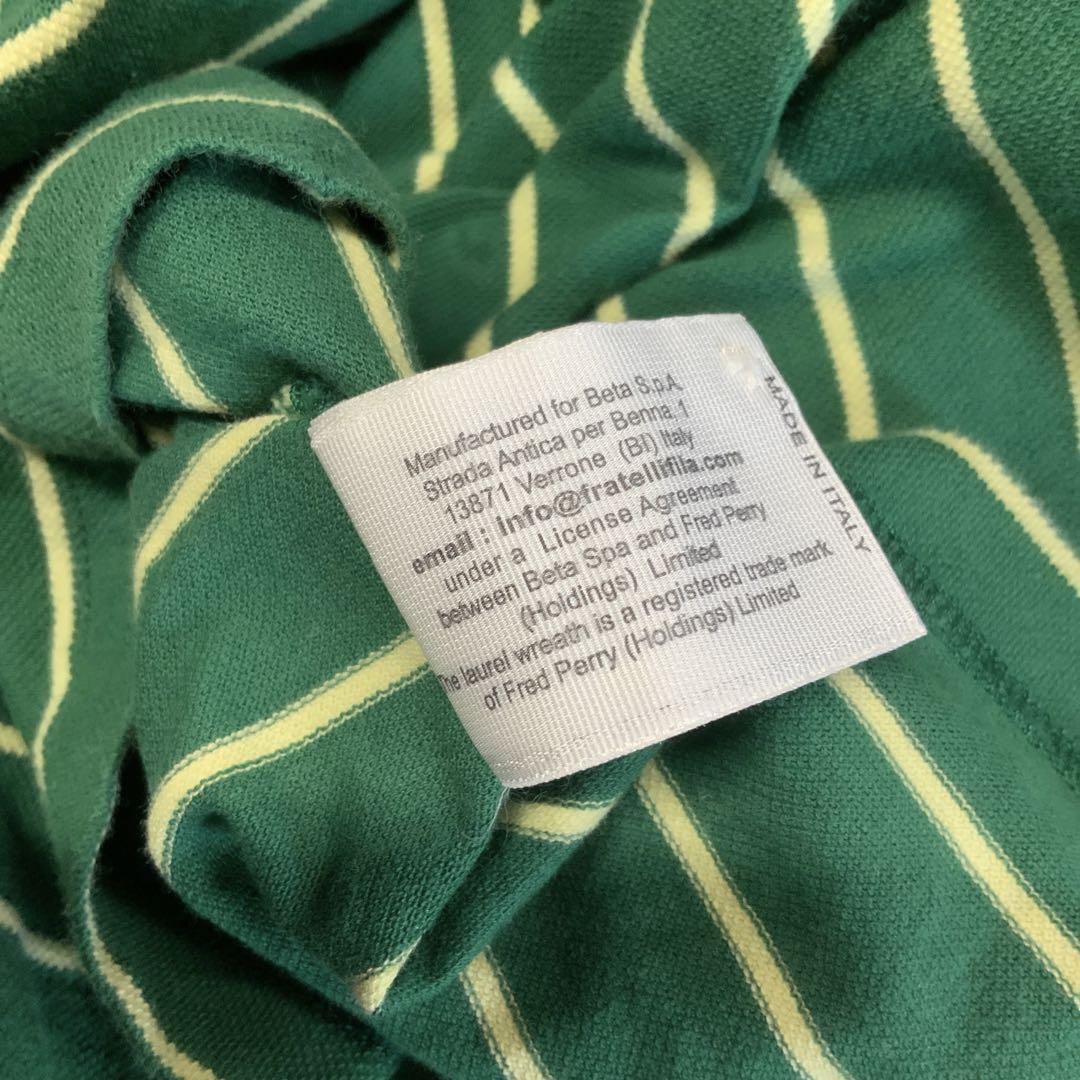 Manufactured for Beta S.p.A.
Strada Antica per Benna, 1
13871 Verrone (BI) Italy
email : Info@fratellifila.com
under a License Agreement
between Beta Spa and Fred Perry
(Holdings) Limited
The laurel wreath is a registered trade mark
of Fred Perry (Holdings) Limited
MADE IN ITALY